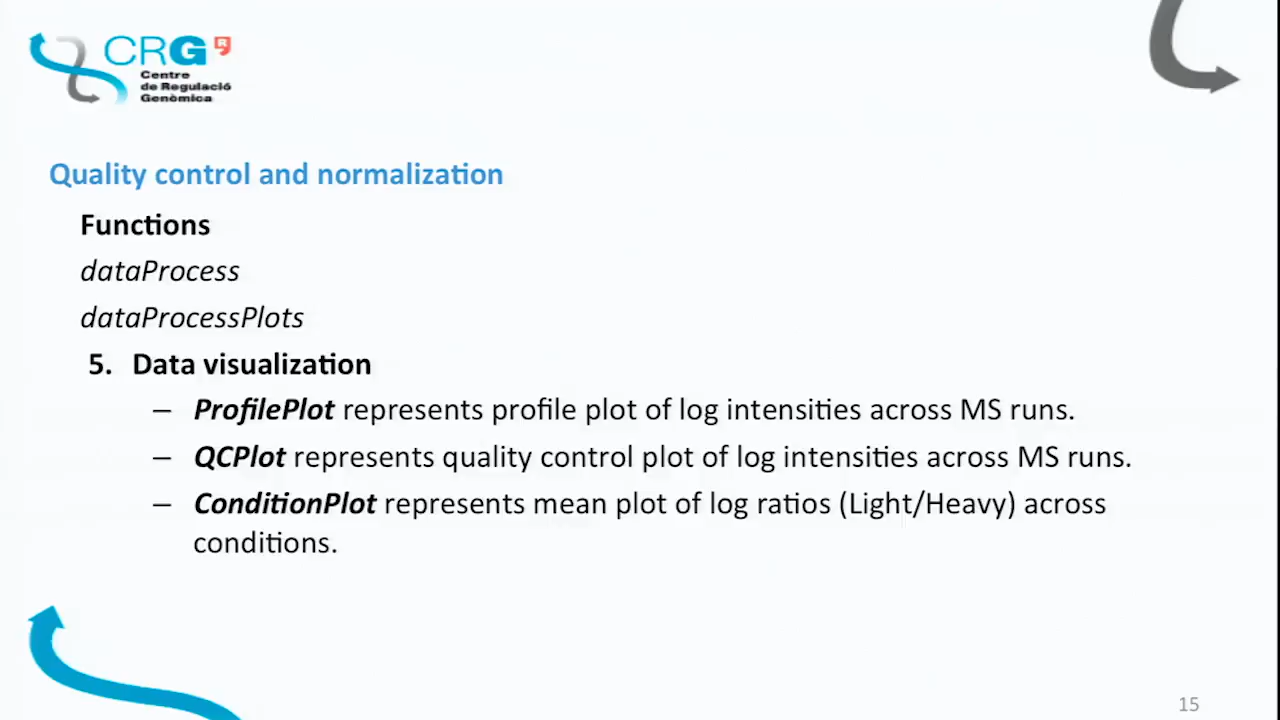 CRG
Centre
de Regulació
Genòmica
Quality control and normalization
Functions
dataProcess
dataProcessPlots
5. Data visualization
– ProfilePlot represents profile plot of log intensities across MS runs.
– QCPlot represents quality control plot of log intensities across MS runs.
– ConditionPlot represents mean plot of log ratios (Light/Heavy) across
conditions.
15